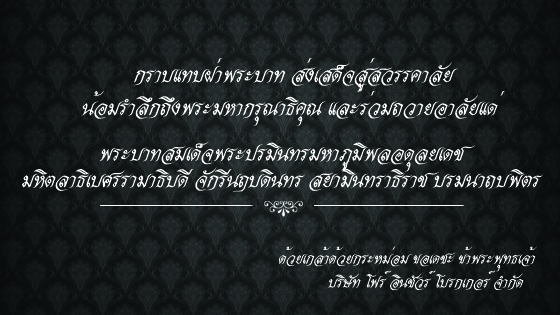 กราบแทบฝ่าพระบาท ส่งเสด็จสู่สวรรคาลัย
น้อมรำลึกถึงพระมหากรุณาธิคุณ และร่วมถวายอาลัยแด่
พระบาทสมเด็จพระปรมินทรมหาภูมิพลอดุลยเดช
มหิตลาธิเบศรรามาธิบดี จักรีนฤบดินทร สยามินทราธิราช บรมนาถบพิตร
ด้วยเกล้าด้วยกระหม่อม ขอเดชะ ข้าพระพุทธเจ้า
บริษัท โฟร์ อินชัวร์ โบรกเกอร์ จำกัด